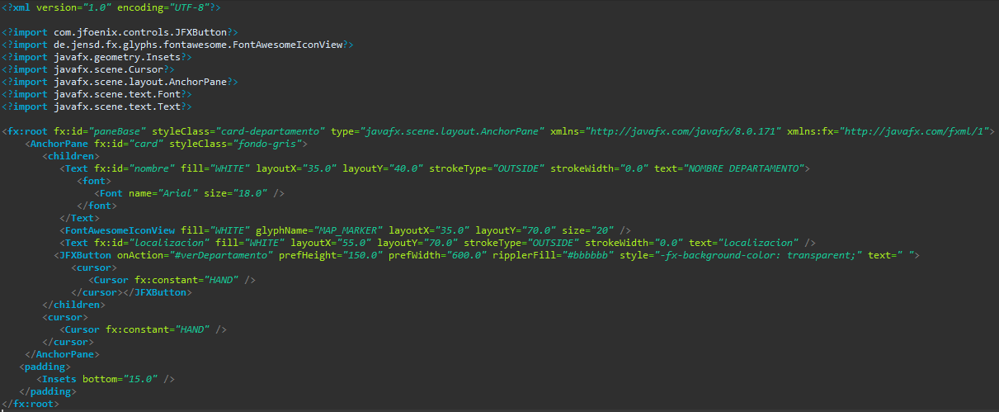 <?xml version="1.0" encoding="UTF-8"?>

<?import com.jfoenix.controls.JFXButton?>
<?import de.jensd.fx.glyphs.fontawesome.FontAwesomeIconView?>
<?import javafx.geometry.Insets?>
<?import javafx.scene.Cursor?>
<?import javafx.scene.layout.AnchorPane?>
<?import javafx.scene.text.Font?>
<?import javafx.scene.text.Text?>

<fx:root fx:id="paneBase" styleClass="card-departamento" type="javafx.scene.layout.AnchorPane" xmlns="http://javafx.com/javafx/8.0.171" xmlns:fx="http://javafx.com/fxml/1">
    <AnchorPane fx:id="card" styleClass="fondo-gris">
       <children>
          <Text fx:id="nombre" fill="WHITE" layoutX="35.0" layoutY="40.0" strokeType="OUTSIDE" strokeWidth="0.0" text="NOMBRE DEPARTAMENTO">
             <font>
                <Font name="Arial" size="18.0" />
             </font>
          </Text>
          <FontAwesomeIconView fill="WHITE" glyphName="MAP_MARKER" layoutX="35.0" layoutY="70.0" size="20" />
          <Text fx:id="localizacion" fill="WHITE" layoutX="55.0" layoutY="70.0" strokeType="OUTSIDE" strokeWidth="0.0" text="localizacion" />
         <JFXButton onAction="#verDepartamento" prefHeight="150.0" prefWidth="600.0" ripplerFill="#bbbbbb" style="-fx-background-color: transparent;" text=" ">
            <cursor>
               <Cursor fx:constant="HAND" />
            </cursor></JFXButton>
       </children>
       <cursor>
          <Cursor fx:constant="HAND" />
       </cursor>
    </AnchorPane>
   <padding>
      <Insets bottom="15.0" />
   </padding>
</fx:root>